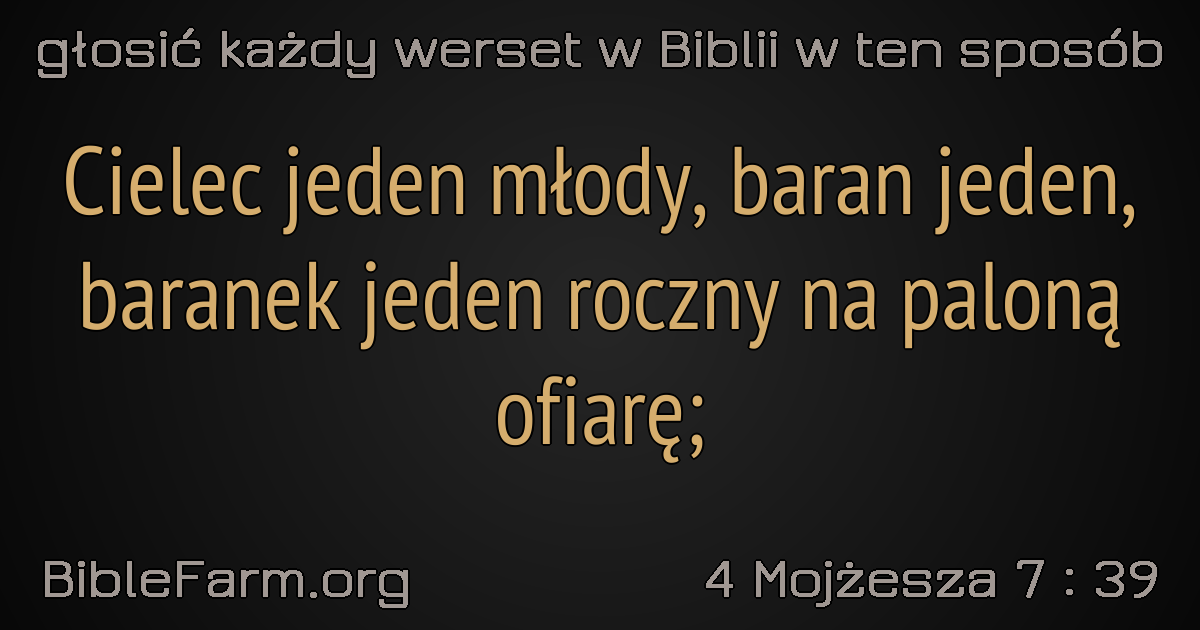 głosić każdy werset w Biblii w ten sposób
Cielec jeden młody, baran jeden,
baranek jeden roczny na paloną
ofiarę;
BibleFarm.org
4 Mojżesza 7 : 39